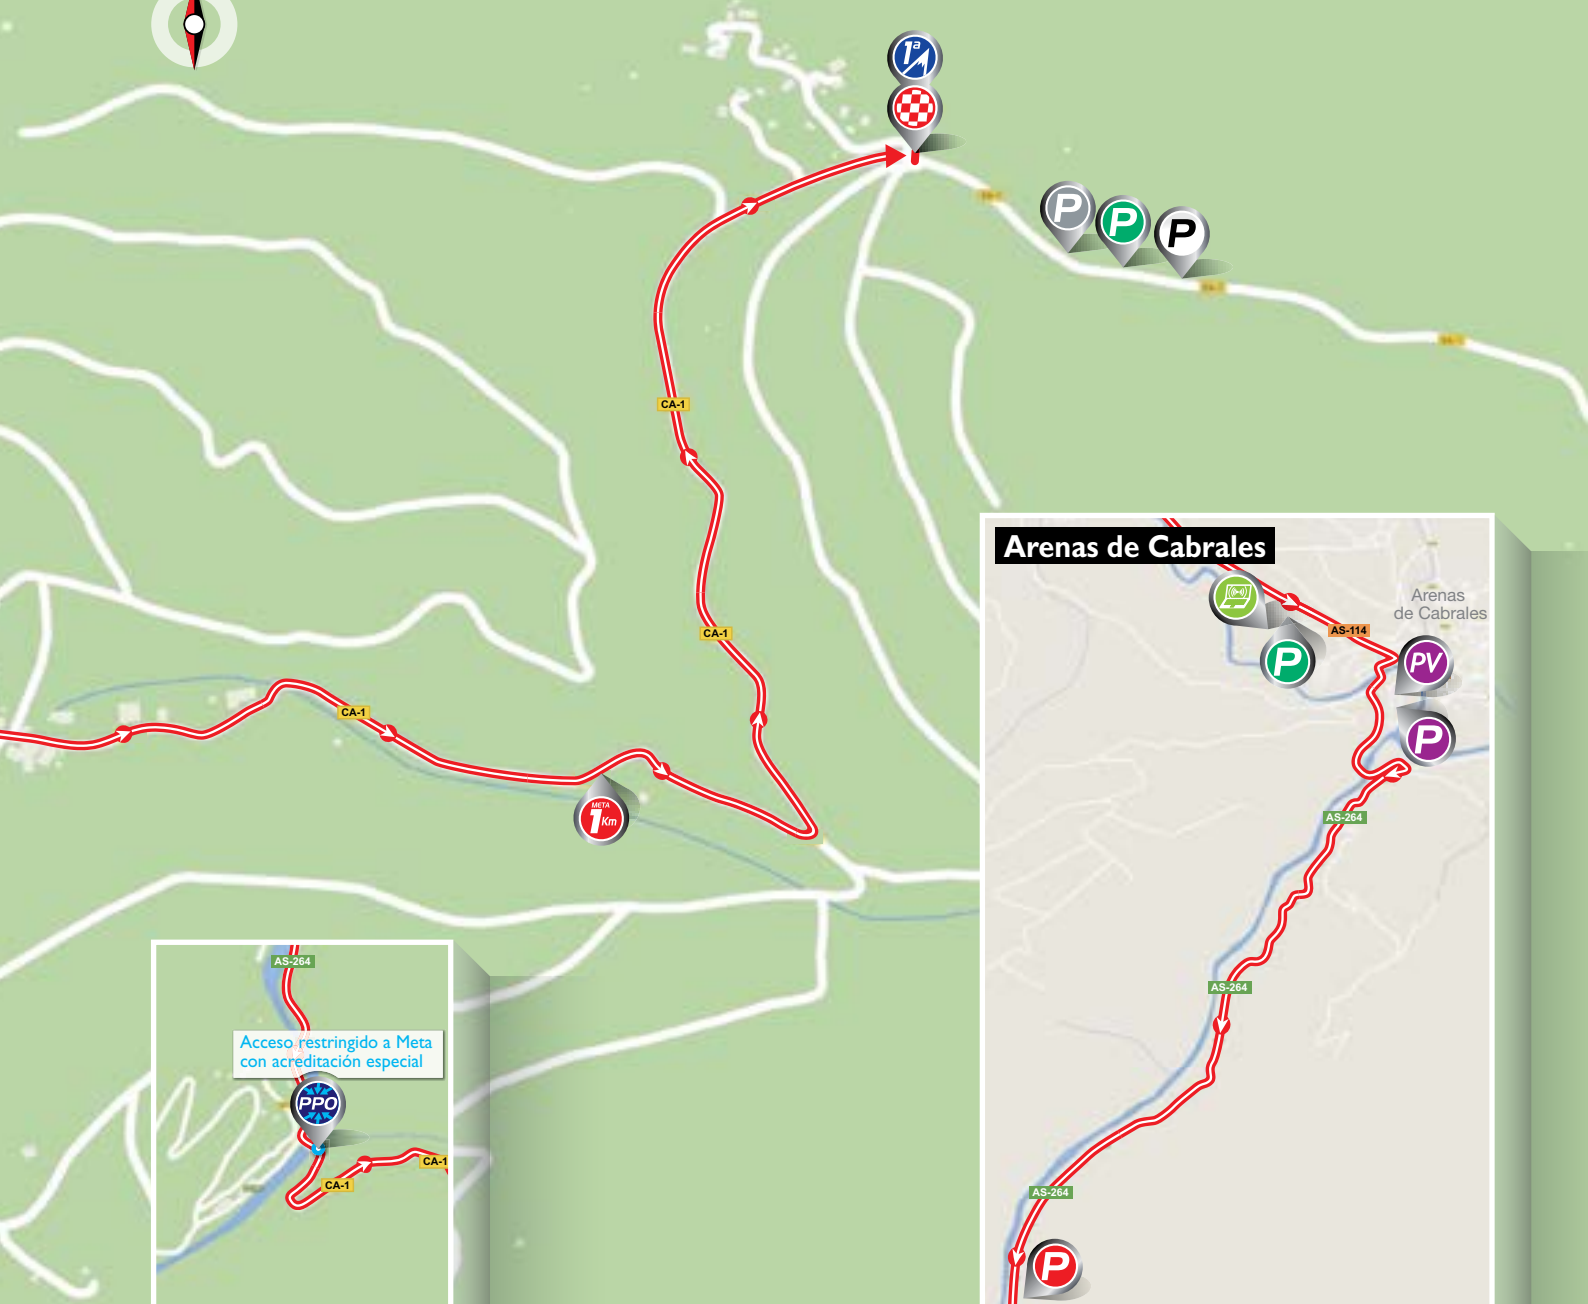 1ª
P
P
P
CA-1
CA-1
CA-1
META
1Km
Arenas de Cabrales
Arenas
de Cabrales
AS-114
P
PV
P
AS-264
AS-264
AS-264
P
AS-264
Acceso restringido a Meta
con acreditación especial
PPO
CA-1
CA-1